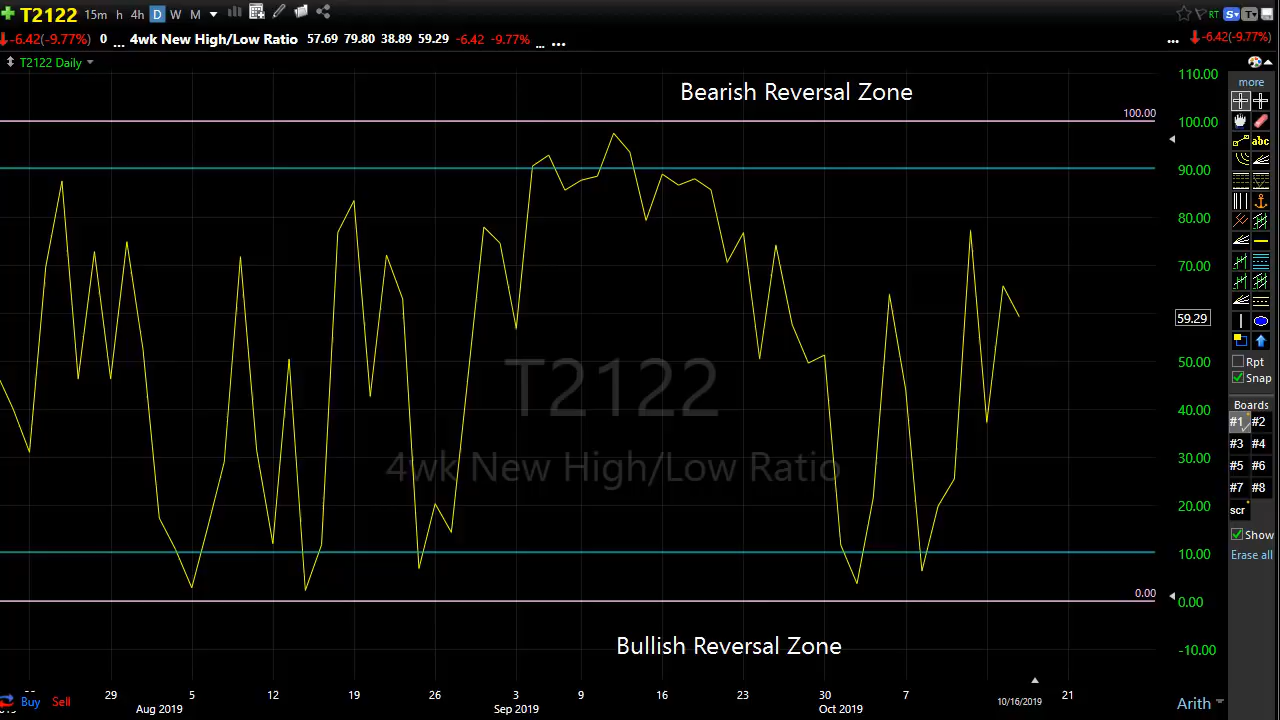 T2122 15m h 4h D W M RT S T
-6.42(-9.77%) 0 ... 4wk New High/Low Ratio 57.69 79.80 38.89 59.29 -6.42 -9.77% ... ... ... -6.42(-9.77%)
T2122 Daily
more
Bearish Reversal Zone
110.00
100.00
100.00
90.00
80.00
70.00
59.29
50.00
40.00
30.00
20.00
10.00
0.00
0.00
-10.00
T2122
4wk New High/Low Ratio
Bullish Reversal Zone
abc
Rpt
Snap
Boards
#1 #2
#3 #4
#5 #6
#7 #8
scr
Show
Erase all
29 5 12 19 26 3 9 16 23 30 7 21
Buy Sell
2019 Aug 2019 Sep 2019 Oct 2019 10/16/2019
Arith